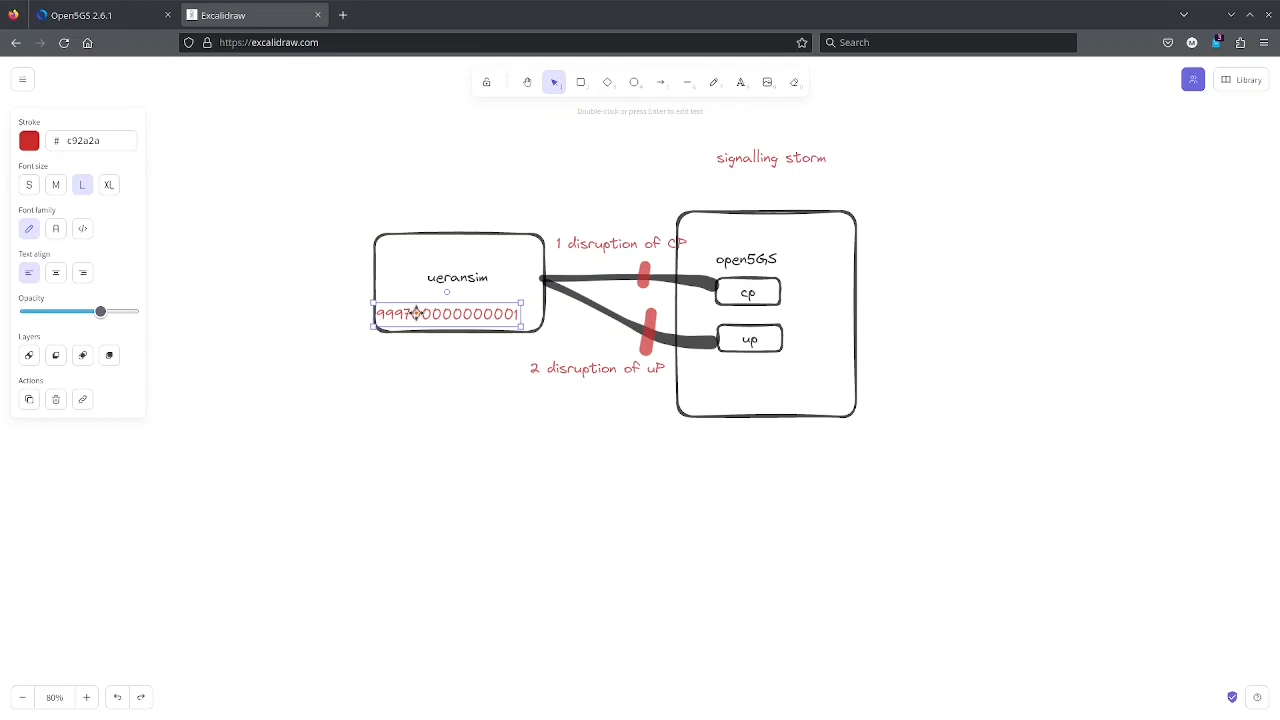 Open5GS 2.6.1
Excalidraw
https://excalidraw.com
Search
3
M
Library
Double-click or press Enter to edit text
Stroke
# c92a2a
Font size
S M L XL
Font family
A </>
Text align
Opacity
Layers
Actions
signalling storm
1 disruption of CP
open5GS
ueransim
cp
up
2 disruption of uP
80%